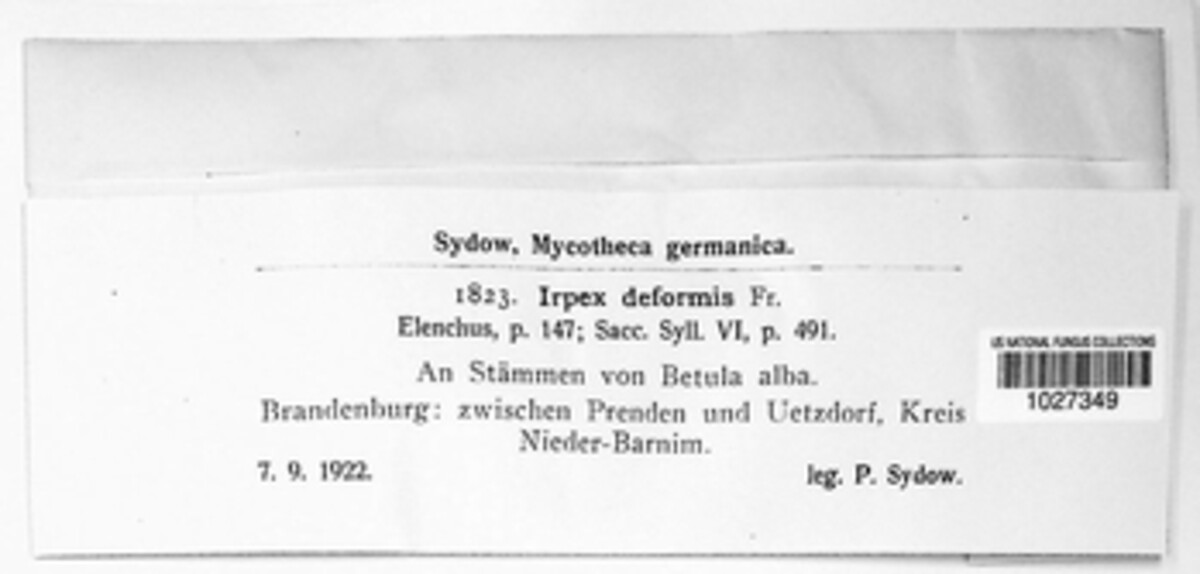 Sydow, Mycotheca germanica.
1823. Irpex deformis Fr.
Elenchus, p. 147; Sacc. Syll. VI, p. 491.
An Stämmen von Betula alba.
Brandenburg: zwischen Prenden und Uetzdorf, Kreis
Nieder-Barnim.
7. 9. 1922. leg. P. Sydow.
US NATIONAL FUNGUS COLLECTIONS
1027349